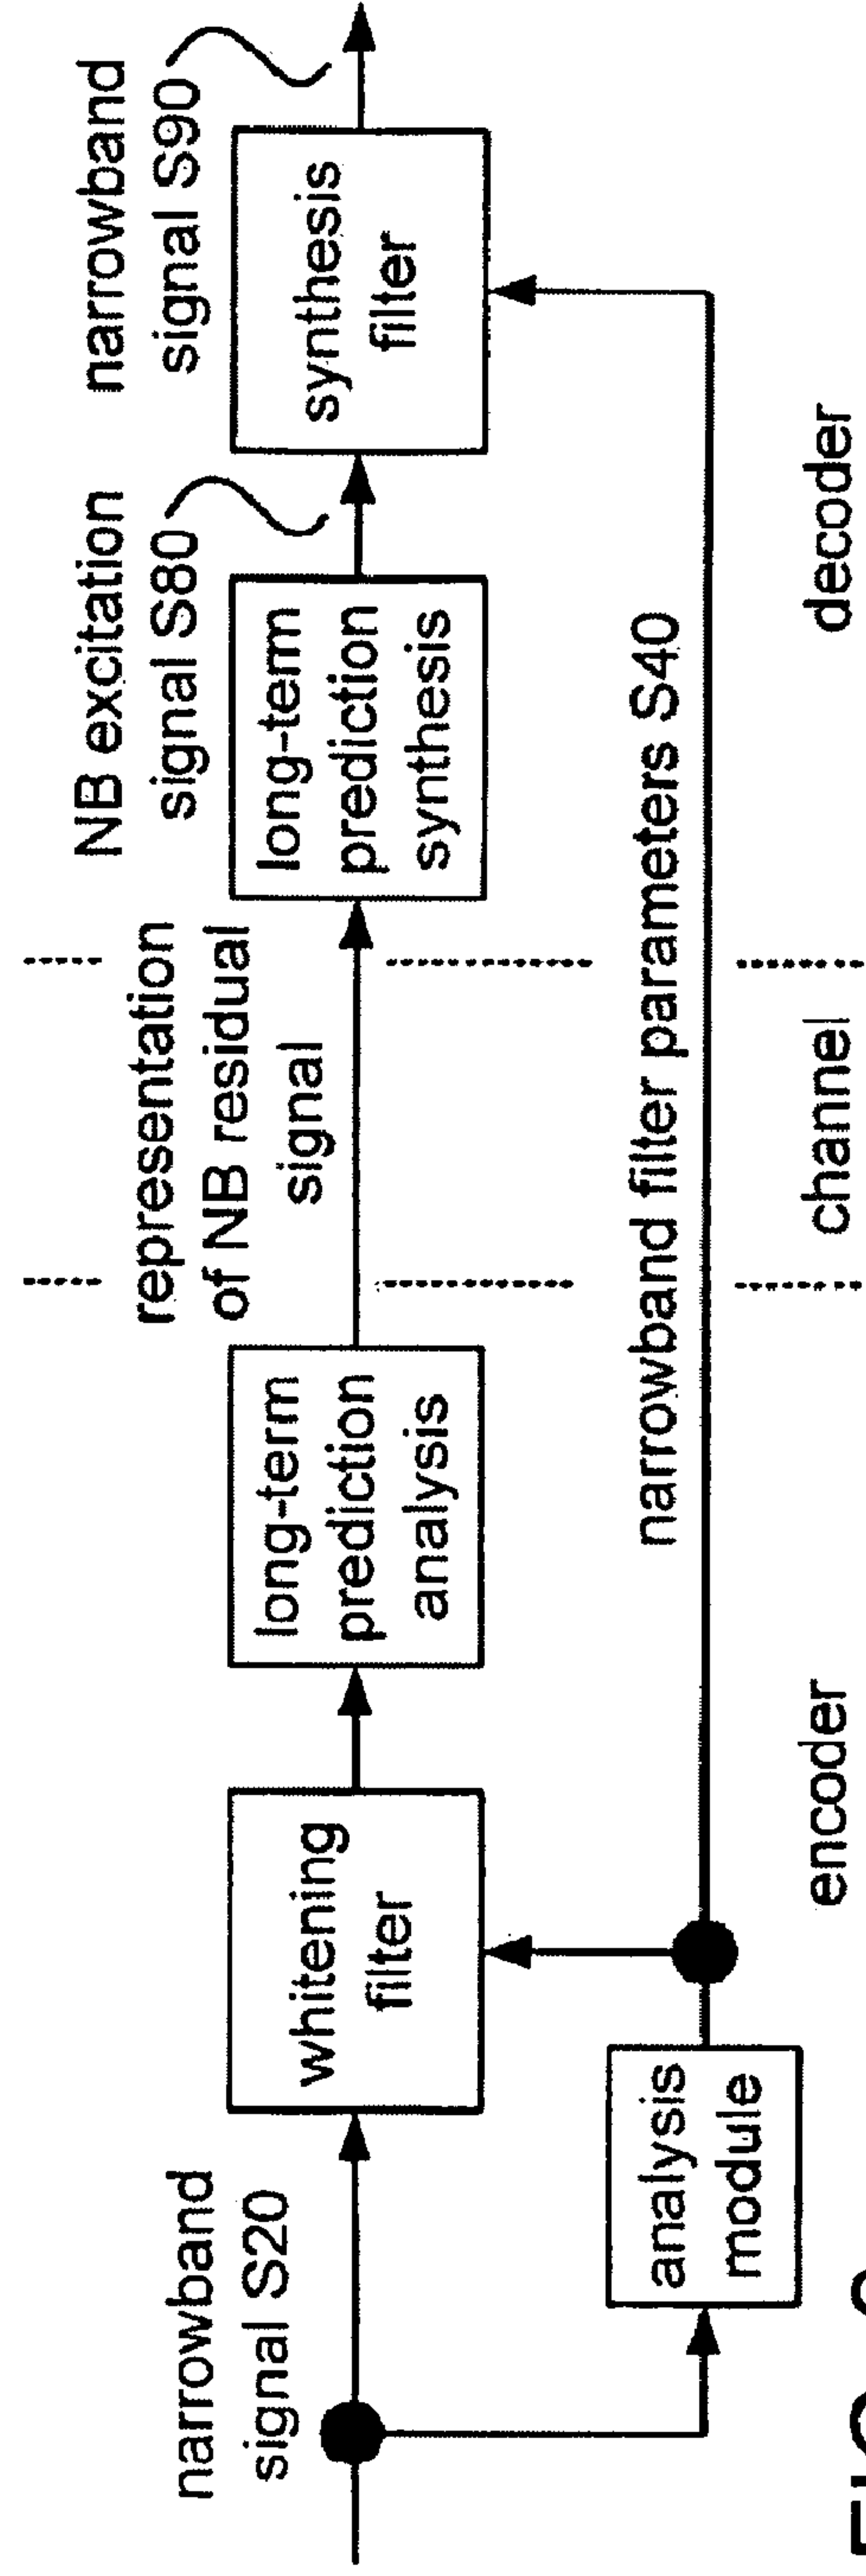 narrowband
signal S20
whitening
filter
analysis
module
long-term
prediction
analysis
representation
of NB residual
signal
narrowband filter parameters S40
long-term
prediction
synthesis
NB excitation
signal S80
synthesis
filter
narrowband
signal S90
encoder
channel
decoder